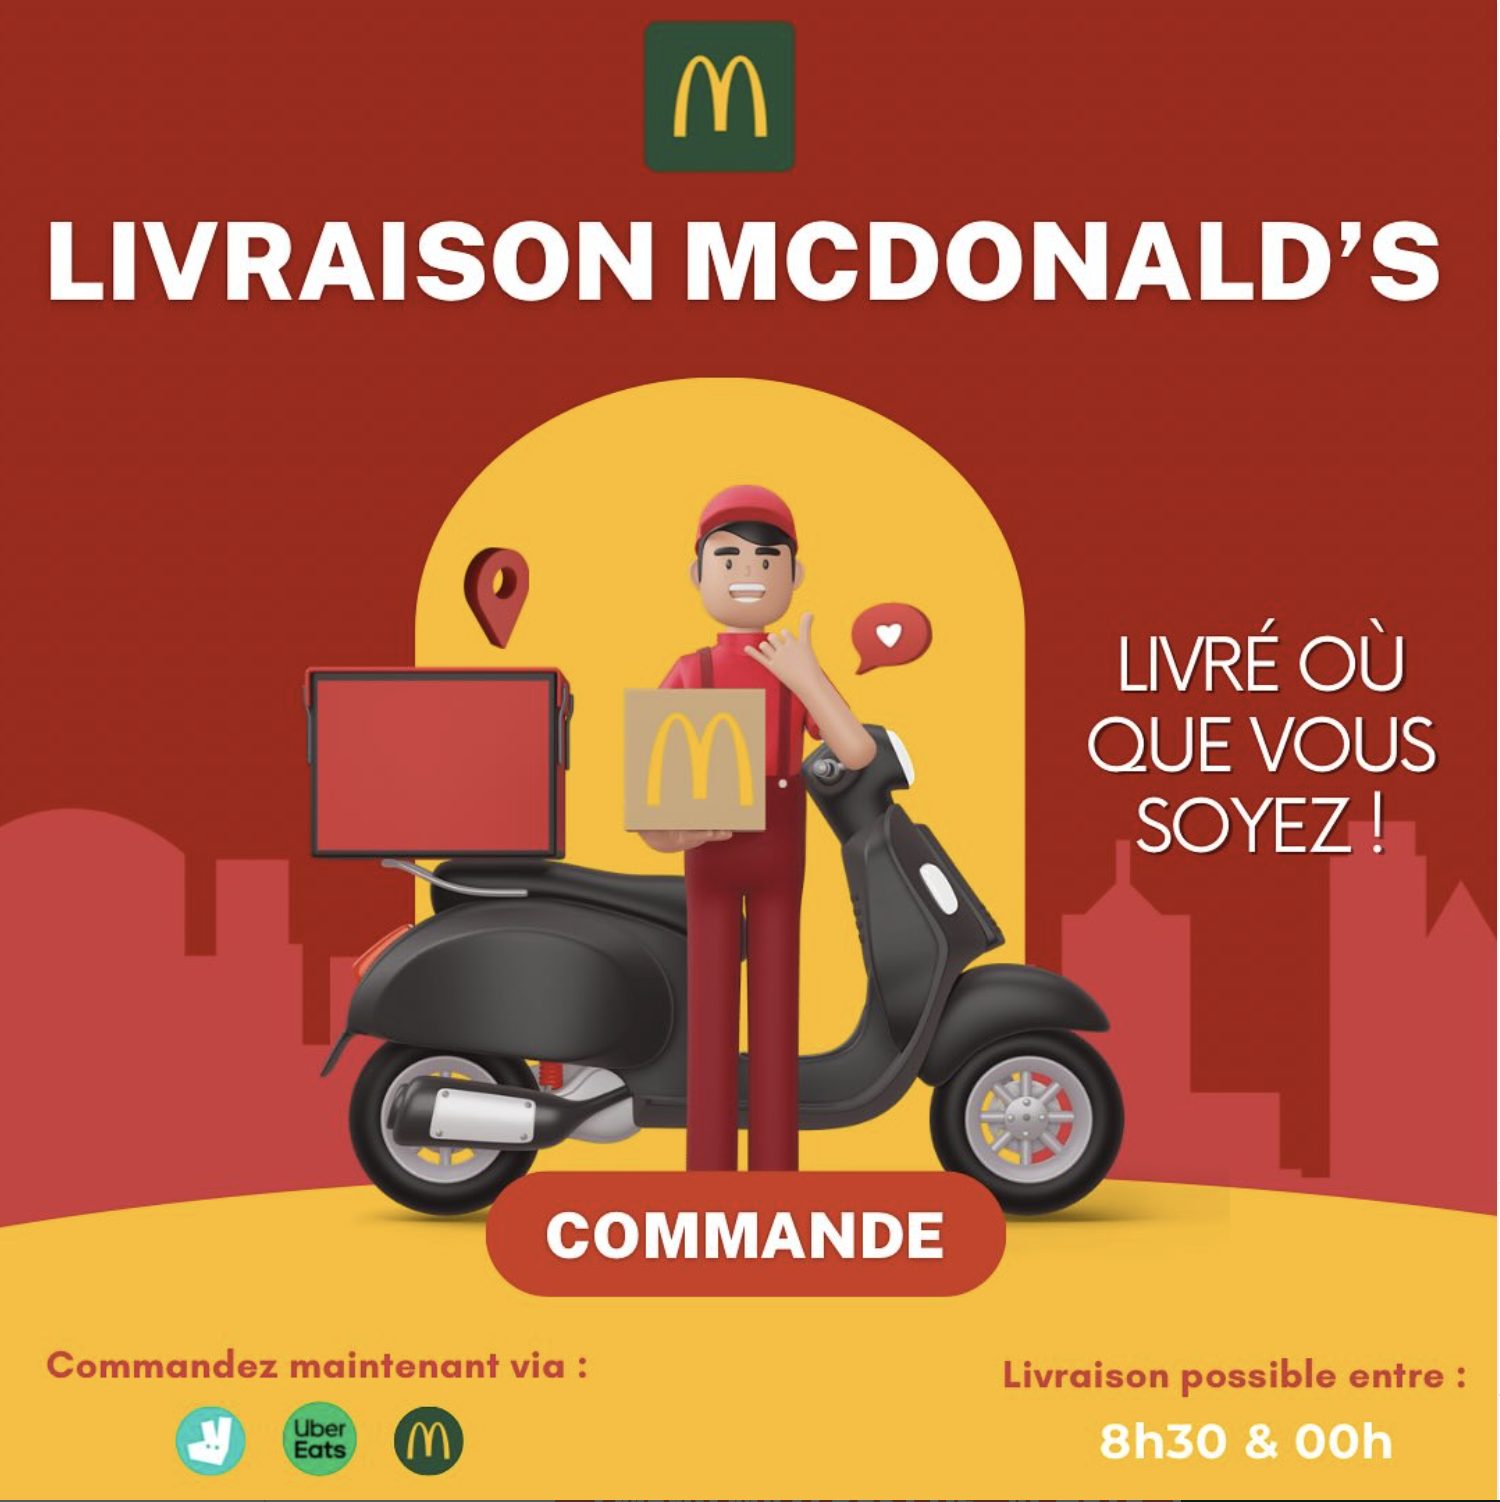 LIVRAISON MCDONALD’S
LIVRÉ OÙ
QUE VOUS
SOYEZ !
COMMANDE
Commandez maintenant via :
Uber
Eats
Livraison possible entre :
8h30 & 00h